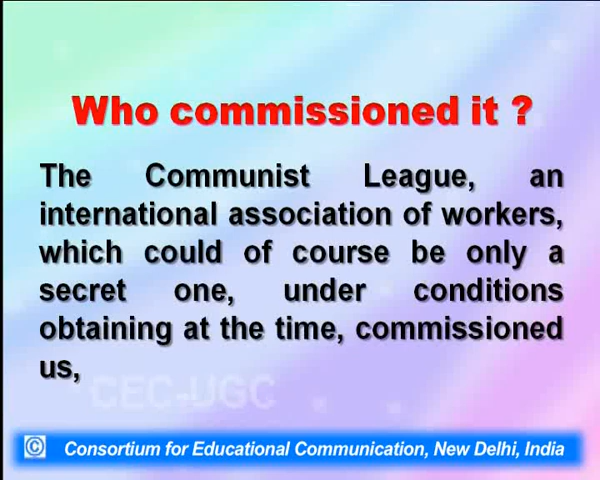 Who commissioned it ?
The Communist League, an
international association of workers,
which could of course be only a
secret one, under conditions
obtaining at the time, commissioned
us,
CEC-UGC
© Consortium for Educational Communication, New Delhi, India